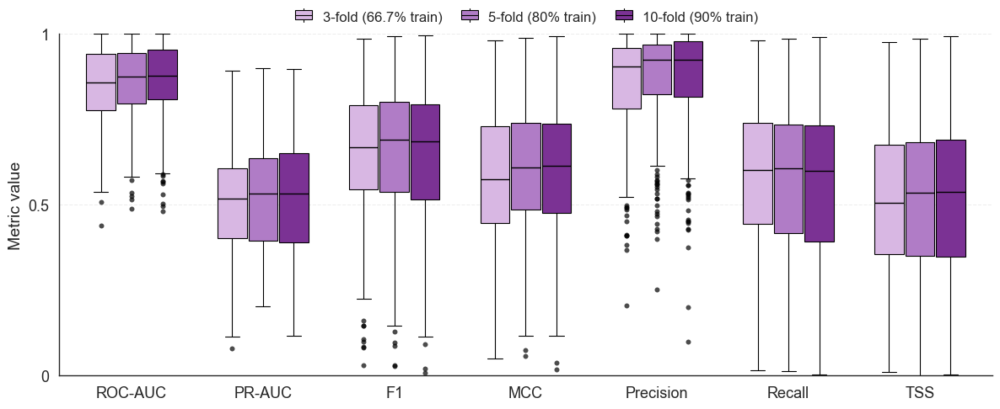 3-fold (66.7% train) 5-fold (80% train) 10-fold (90% train)
1
0.5
0
Metric value
ROC-AUC PR-AUC F1 MCC Precision Recall TSS